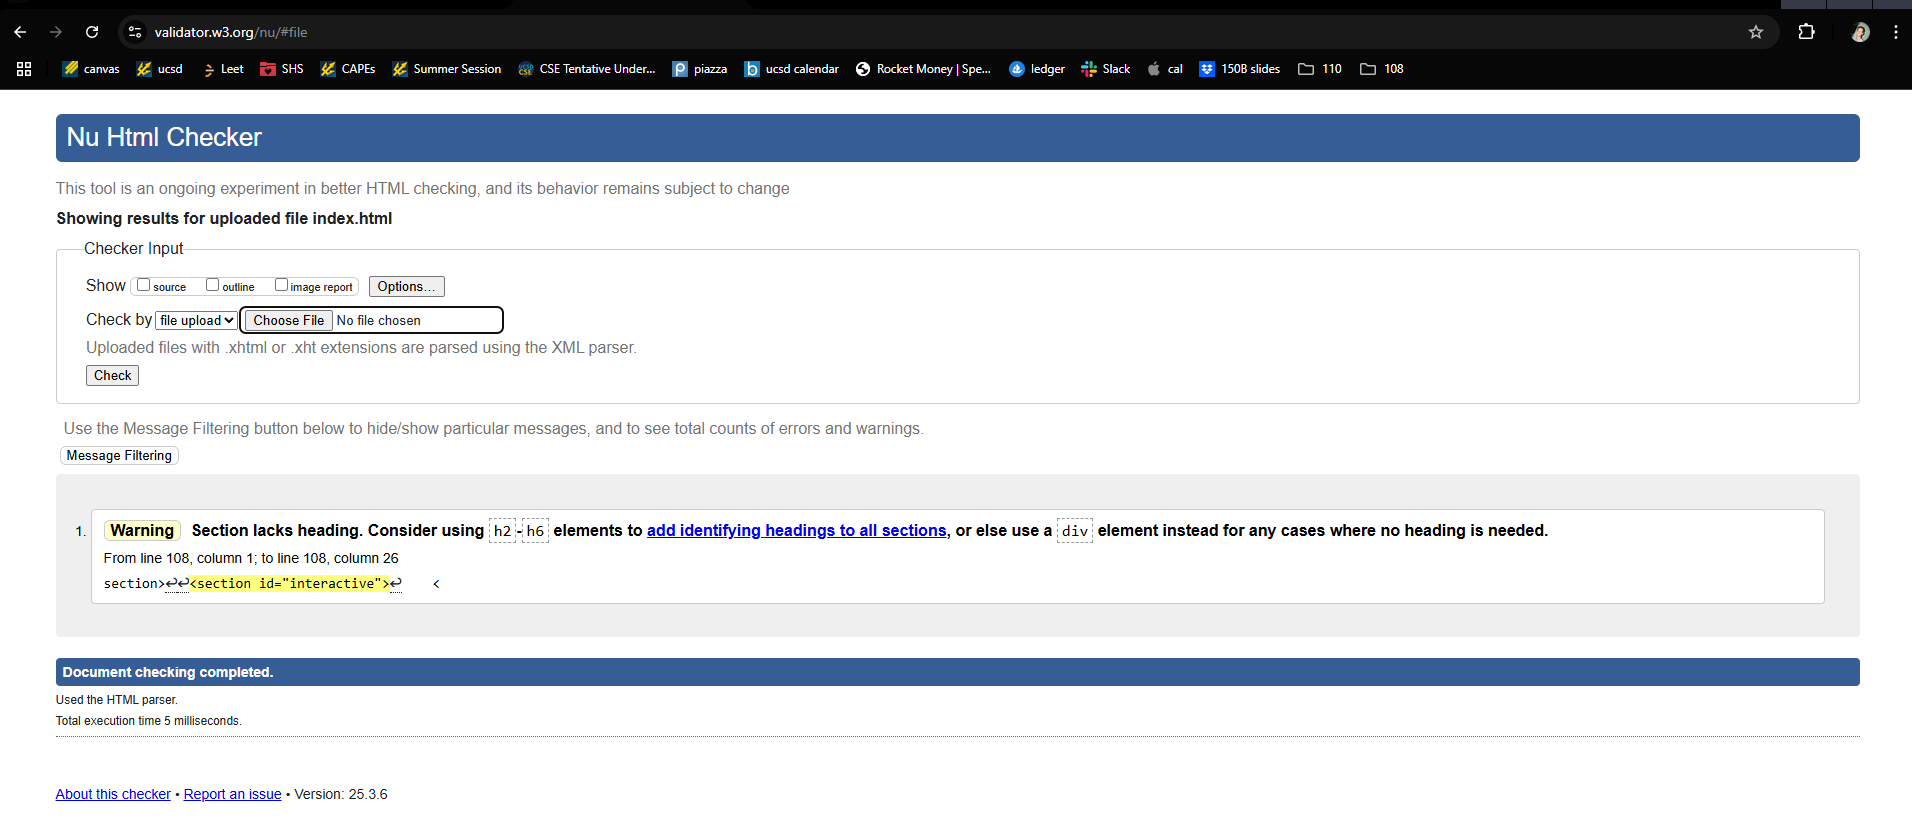 validator.w3.org/nu/#file
canvas ucsd Leet SHS CAPEs Summer Session CSE Tentative Under... piazza ucsd calendar Rocket Money | Spe... ledger Slack cal 150B slides 110 108
Nu Html Checker
This tool is an ongoing experiment in better HTML checking, and its behavior remains subject to change
Showing results for uploaded file index.html
Checker Input
Show source outline image report Options...
Check by file upload Choose File No file chosen
Uploaded files with .xhtml or .xht extensions are parsed using the XML parser.
Check
Use the Message Filtering button below to hide/show particular messages, and to see total counts of errors and warnings.
Message Filtering
1. Warning Section lacks heading. Consider using h2-h6 elements to add identifying headings to all sections, or else use a div element instead for any cases where no heading is needed.
From line 108, column 1; to line 108, column 26
section>↩↩<section id="interactive">↩ <
Document checking completed.
Used the HTML parser.
Total execution time 5 milliseconds.
About this checker • Report an issue • Version: 25.3.6